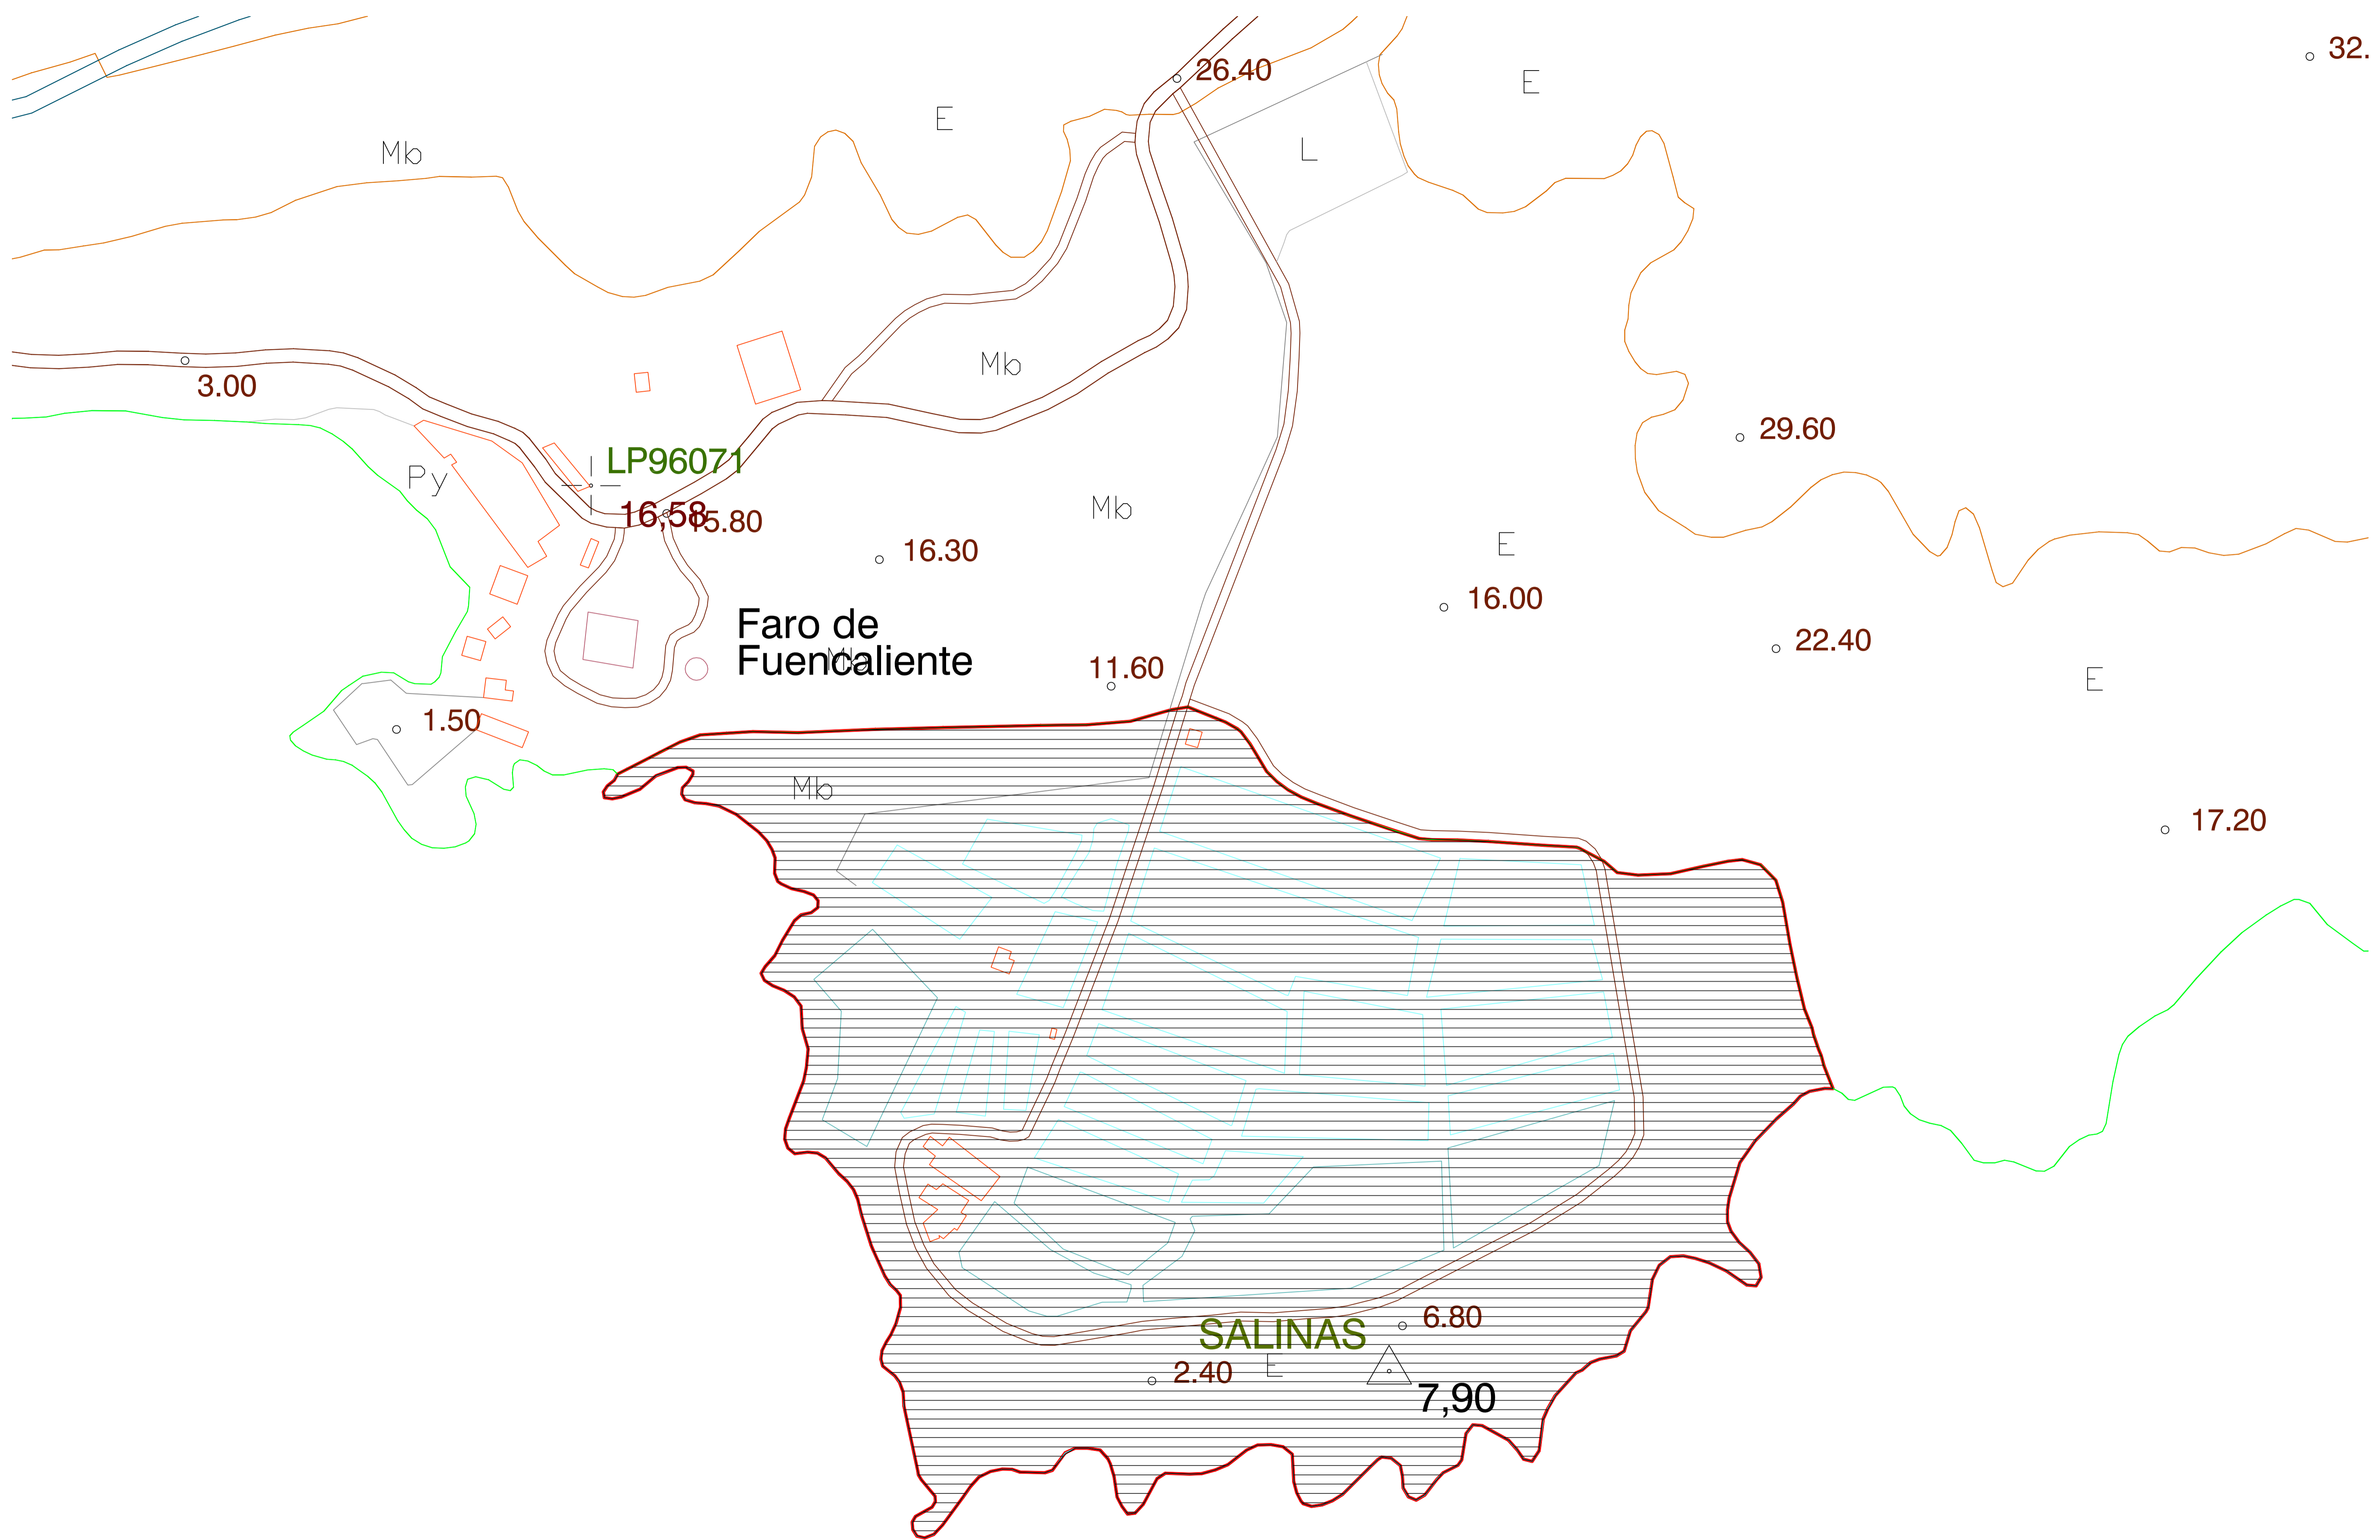 32.
26.40
E
E
Mb
L
Mb
3.00
29.60
LP96071
Py
Mb
16,58
15.80
E
16.30
16.00
Faro de
Fuencaliente
Mb
22.40
11.60
E
1.50
Mb
17.20
6.80
SALINAS
E
2.40
7,90